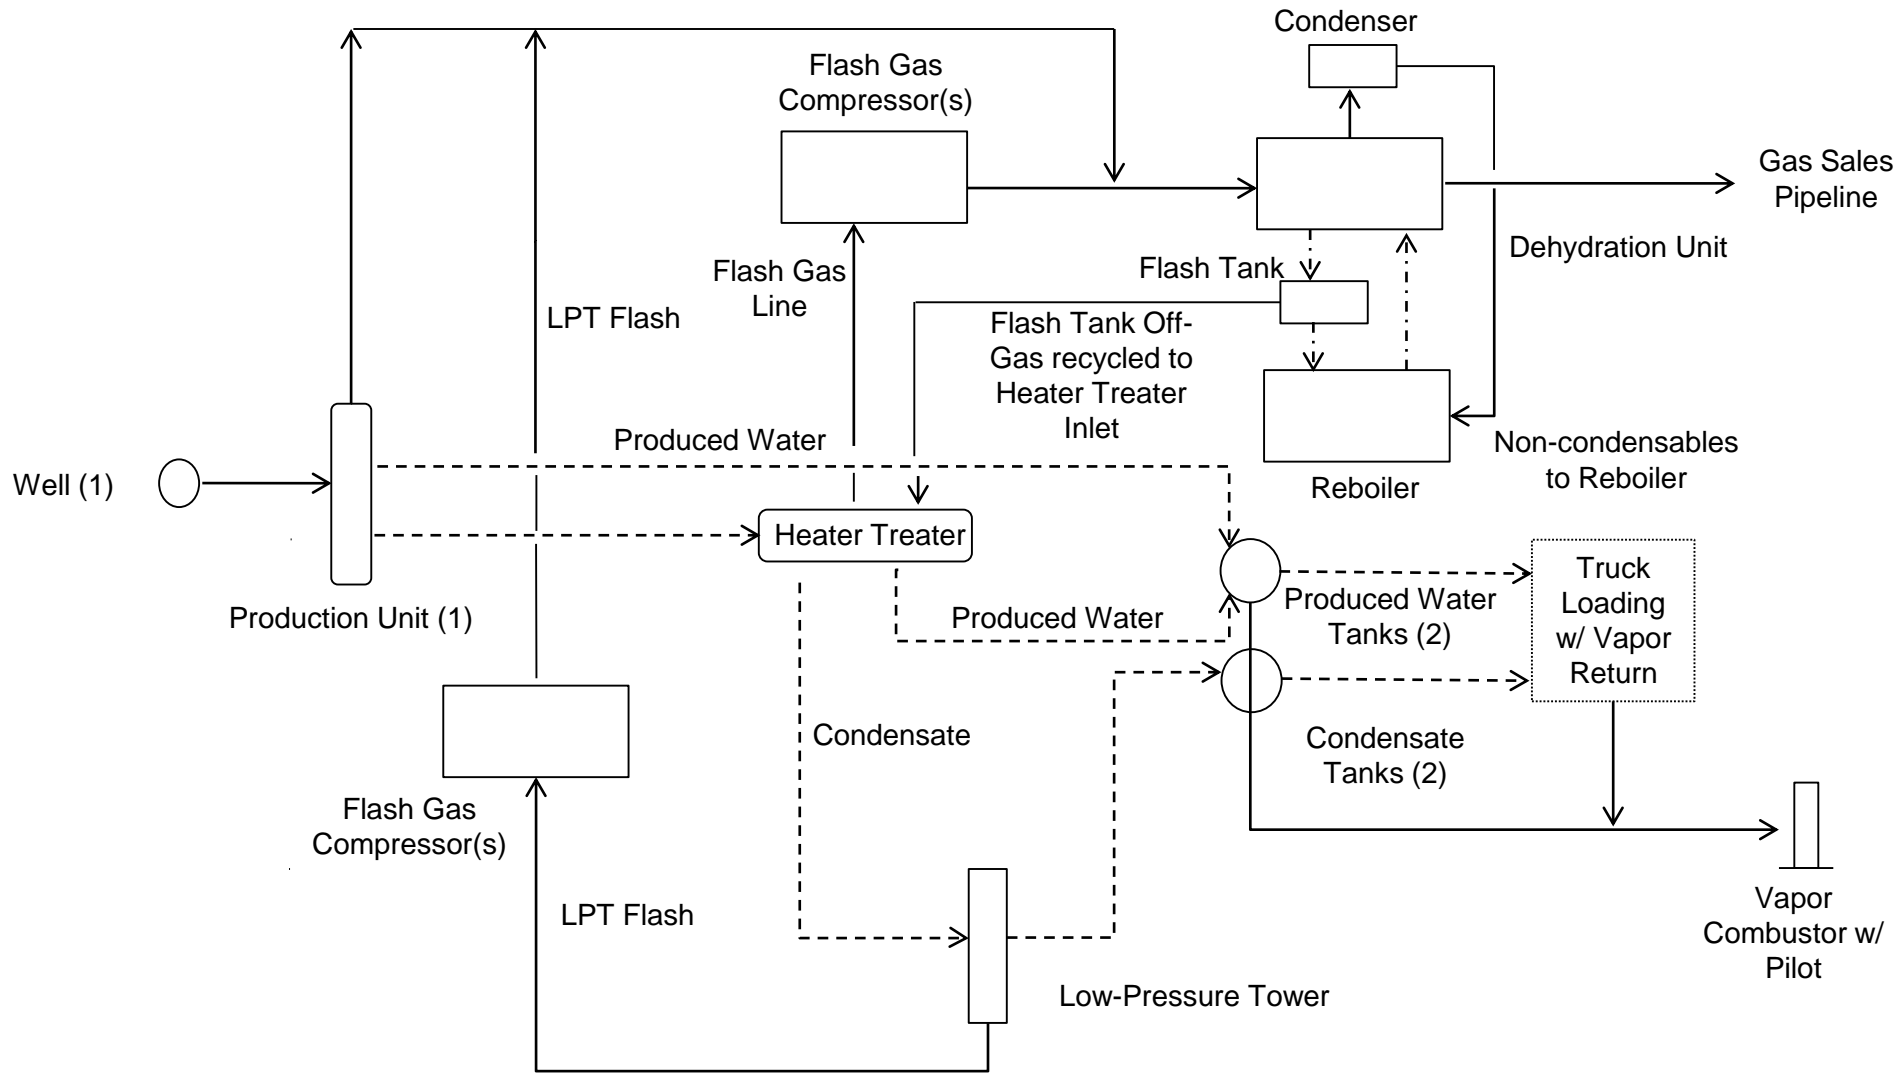 Condenser
Flash Gas
Compressor(s)
Gas Sales
Pipeline
Dehydration Unit
Flash Tank
Flash Gas
Line
LPT Flash
Flash Tank Off-
Gas recycled to
Heater Treater
Inlet
Produced Water
Non-condensables
to Reboiler
Reboiler
Well (1)
Heater Treater
Production Unit (1)
Produced Water
Produced Water
Tanks (2)
Truck
Loading
w/ Vapor
Return
Condensate
Condensate
Tanks (2)
Flash Gas
Compressor(s)
LPT Flash
Vapor
Combustor w/
Pilot
Low-Pressure Tower